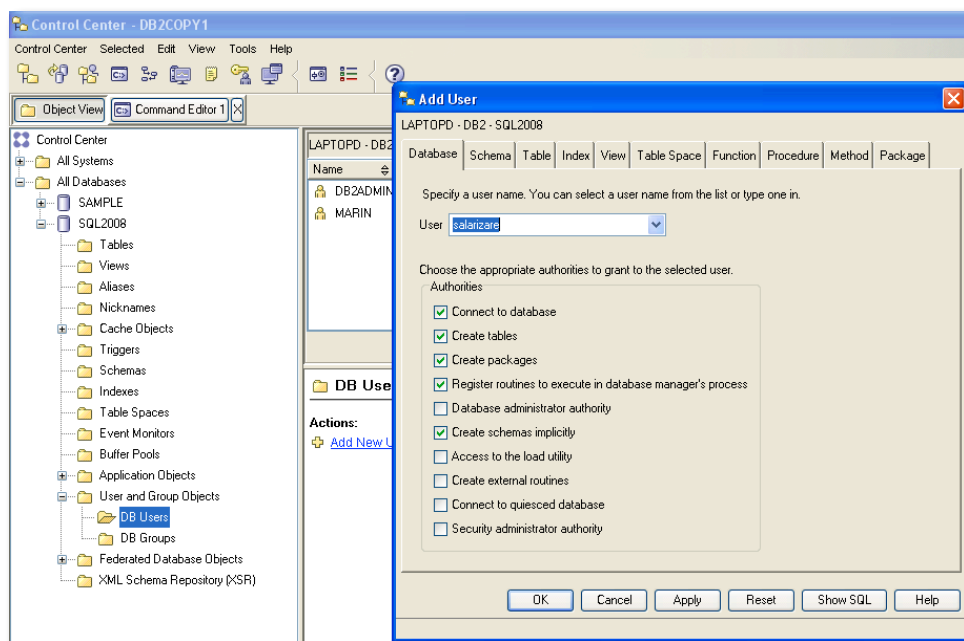 Control Center - DB2COPY1
Control Center Selected Edit View Tools Help
Object View Command Editor 1 X
Control Center
All Systems
All Databases
SAMPLE
SQL2008
Tables
Views
Aliases
Nicknames
Cache Objects
Triggers
Schemas
Indexes
Table Spaces
Event Monitors
Buffer Pools
Application Objects
User and Group Objects
DB Users
DB Groups
Federated Database Objects
XML Schema Repository (XSR)
LAPTOPD - DB2
Name
DB2ADMIN
MARIN
DB Use
Actions:
Add New U
Add User
LAPTOPD - DB2 - SQL2008
Database Schema Table Index View Table Space Function Procedure Method Package
Specify a user name. You can select a user name from the list or type one in.
User salarizare
Choose the appropriate authorities to grant to the selected user.
Authorities
Connect to database
Create tables
Create packages
Register routines to execute in database manager's process
Database administrator authority
Create schemas implicitly
Access to the load utility
Create external routines
Connect to quiesced database
Security administrator authority
OK Cancel Apply Reset Show SQL Help